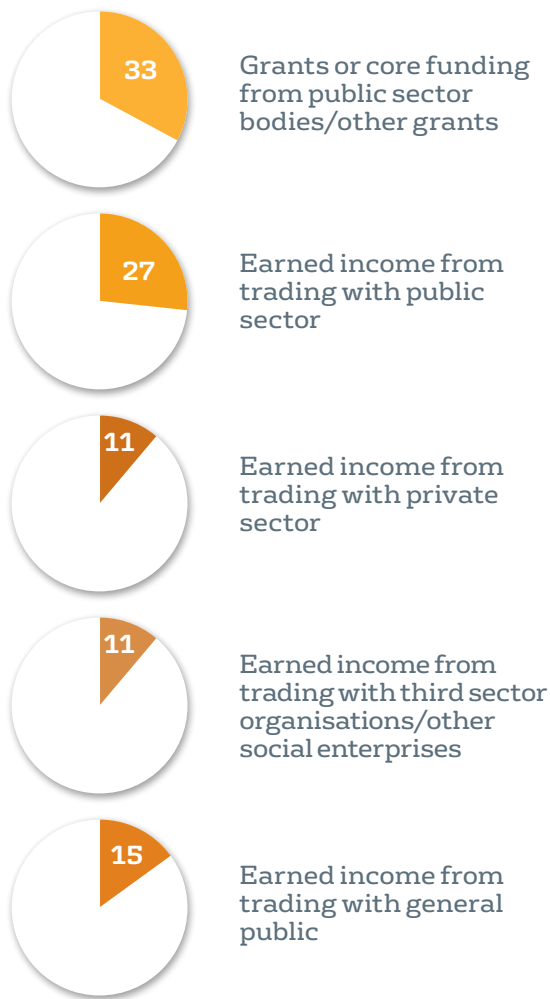 33
Grants or core funding
from public sector
bodies/other grants
27
Earned income from
trading with public
sector
11
Earned income from
trading with private
sector
11
Earned income from
trading with third sector
organisations/other
social enterprises
15
Earned income from
trading with general
public